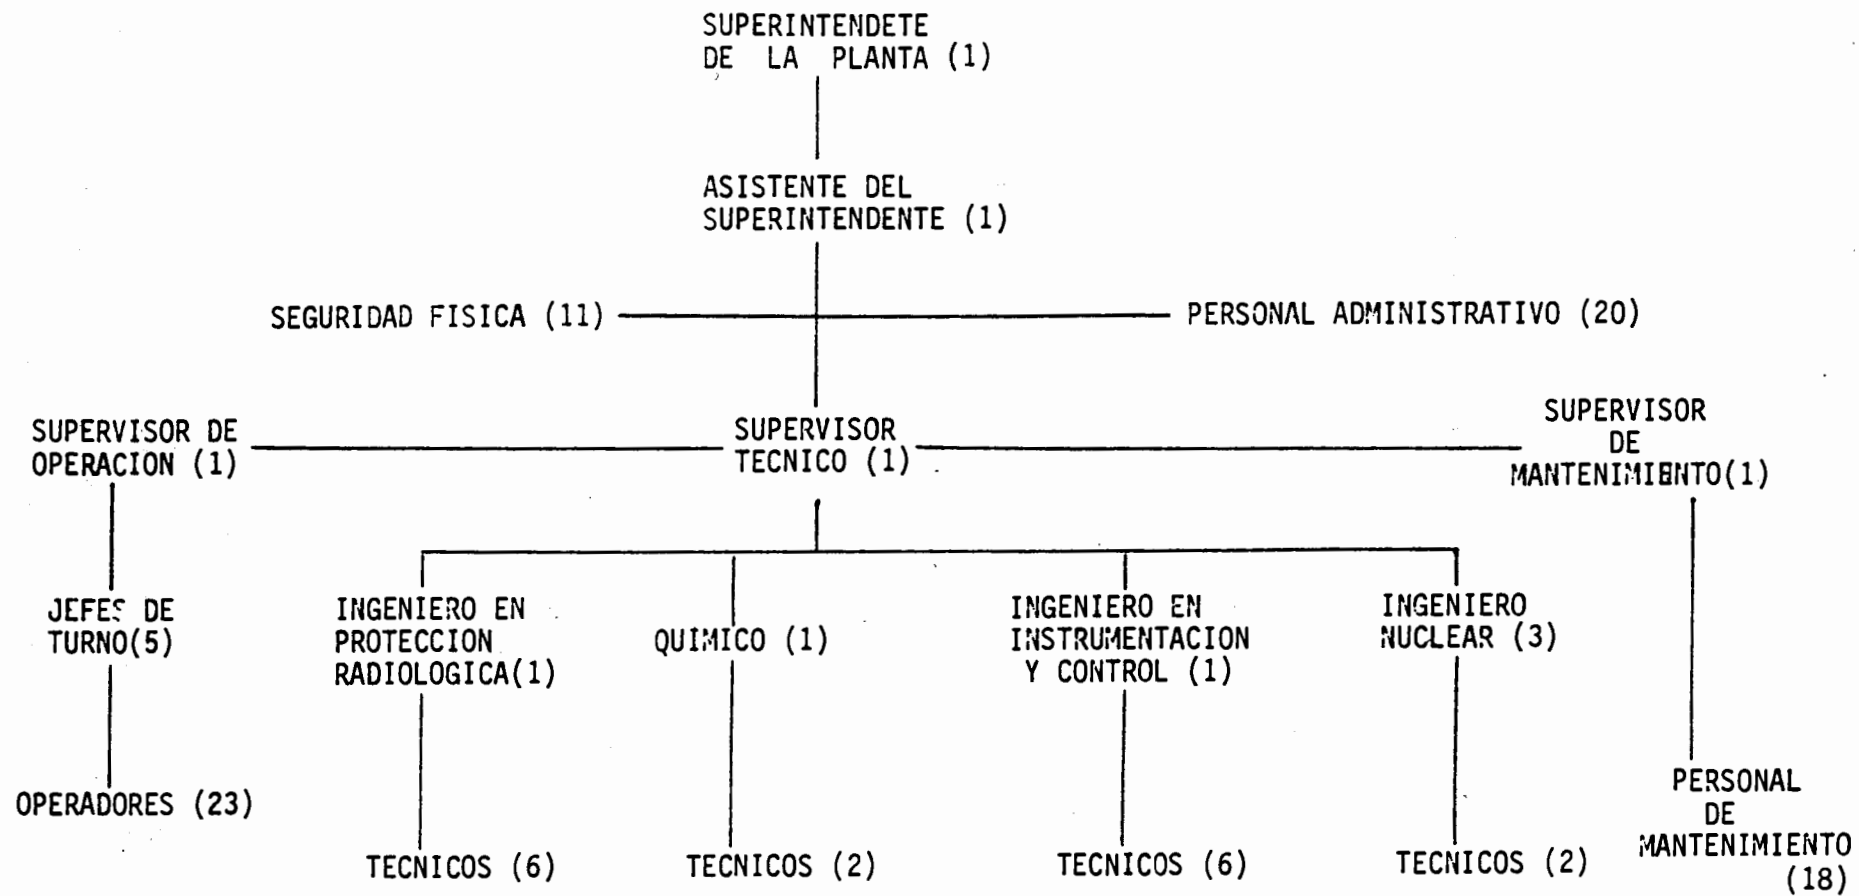 SUPERINTENDETE
DE LA PLANTA (1)
ASISTENTE DEL
SUPERINTENDENTE (1)
SEGURIDAD FISICA (11)
PERSONAL ADMINISTRATIVO (20)
SUPERVISOR DE
OPERACION (1)
SUPERVISOR
TECNICO (1)
SUPERVISOR
DE
MANTENIMIENTO(1)
JEFES DE
TURNO(5)
INGENIERO EN
PROTECCION
RADIOLOGICA(1)
QUIMICO (1)
INGENIERO EN
INSTRUMENTACION
Y CONTROL (1)
INGENIERO
NUCLEAR (3)
OPERADORES (23)
TECNICOS (6)
TECNICOS (2)
TECNICOS (6)
TECNICOS (2)
PERSONAL
DE
MANTENIMIENTO
(18)